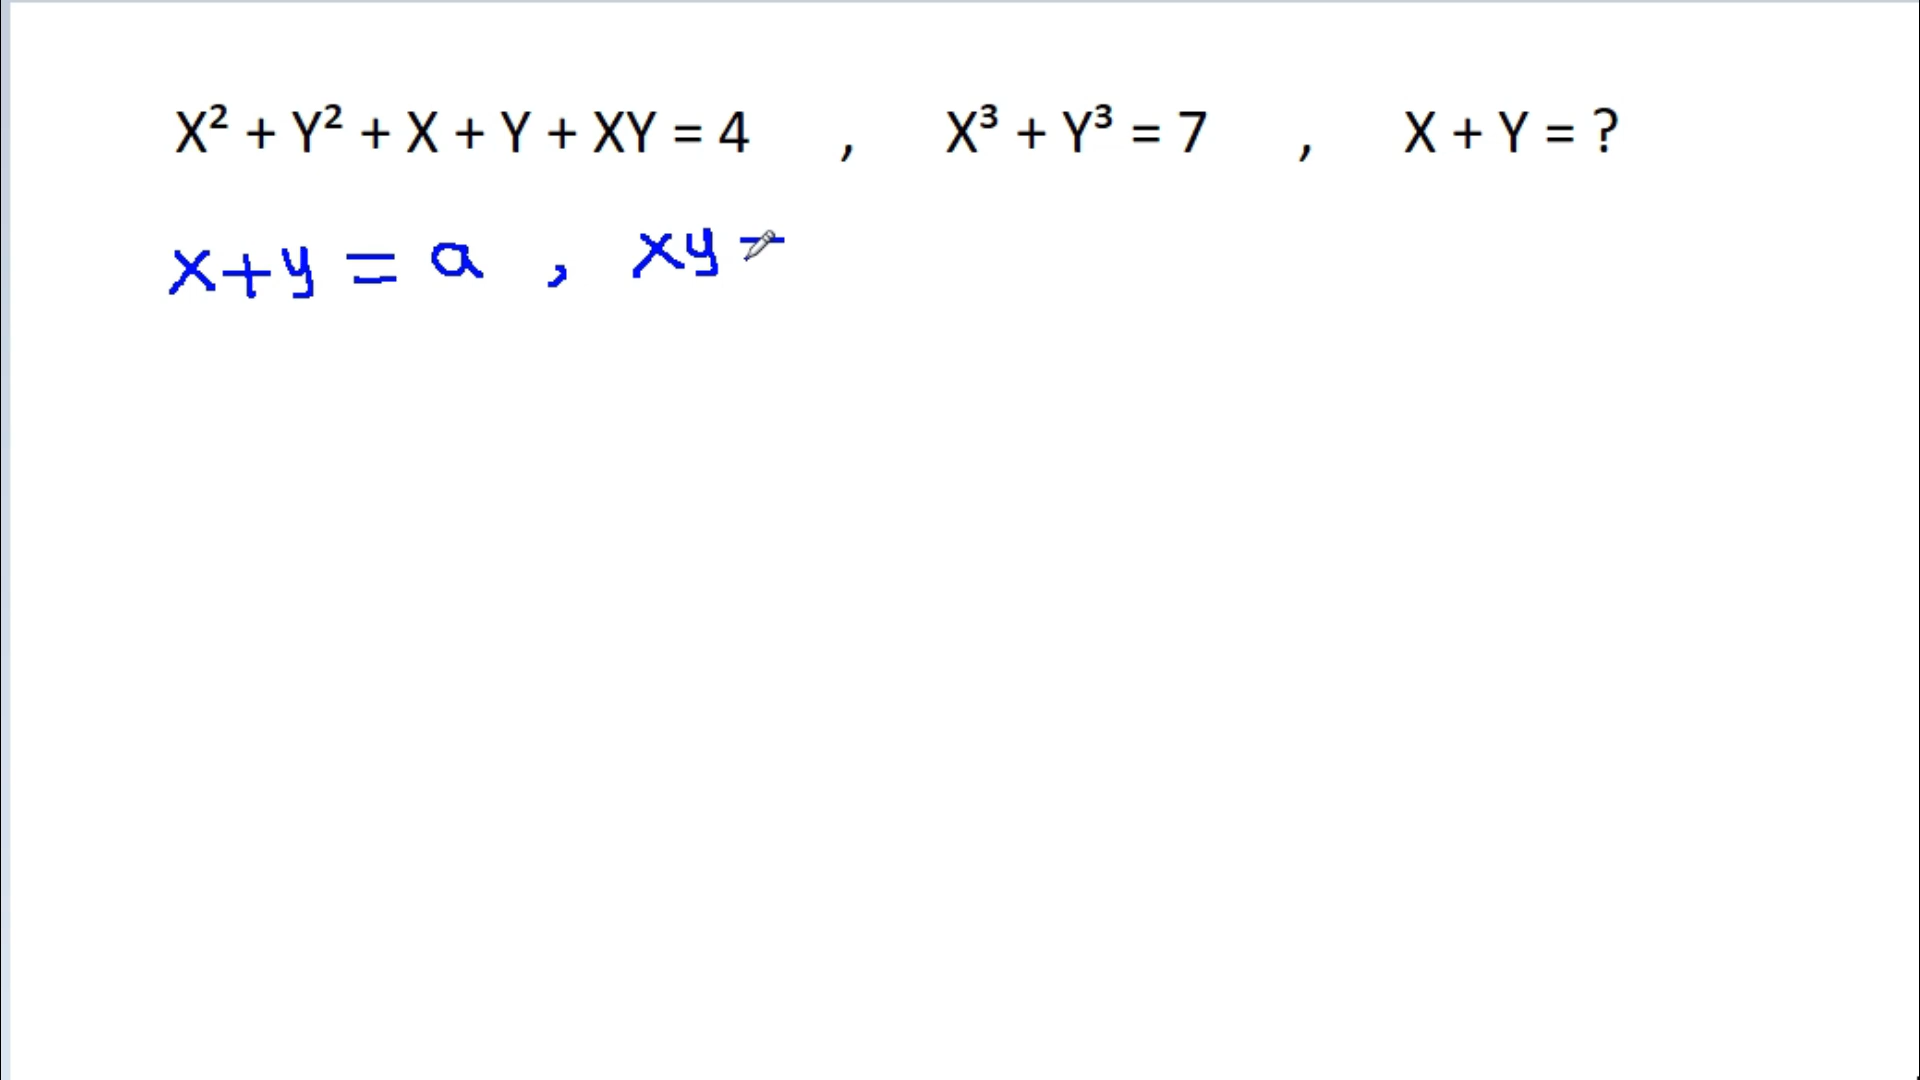 X² + Y² + X + Y + XY = 4 , X³ + Y³ = 7 , X + Y = ?
x+y = a , xy =